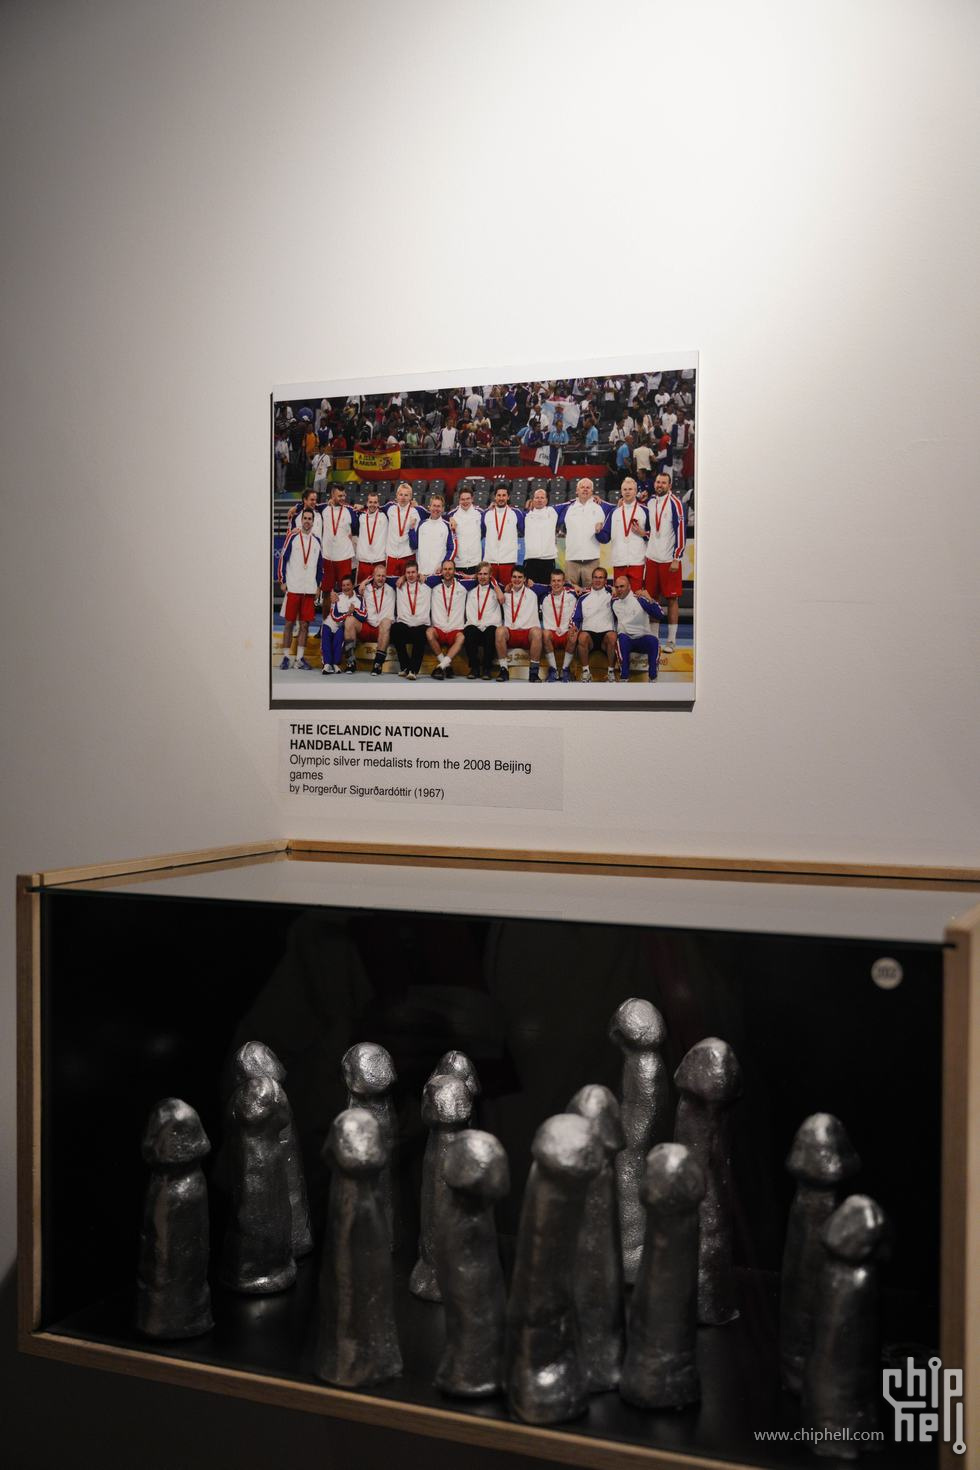 THE ICELANDIC NATIONAL
HANDBALL TEAM
Olympic silver medalists from the 2008 Beijing
games
by Þorgerður Sigurðardóttir (1967)
102
www.chiphell.com
chip
hell